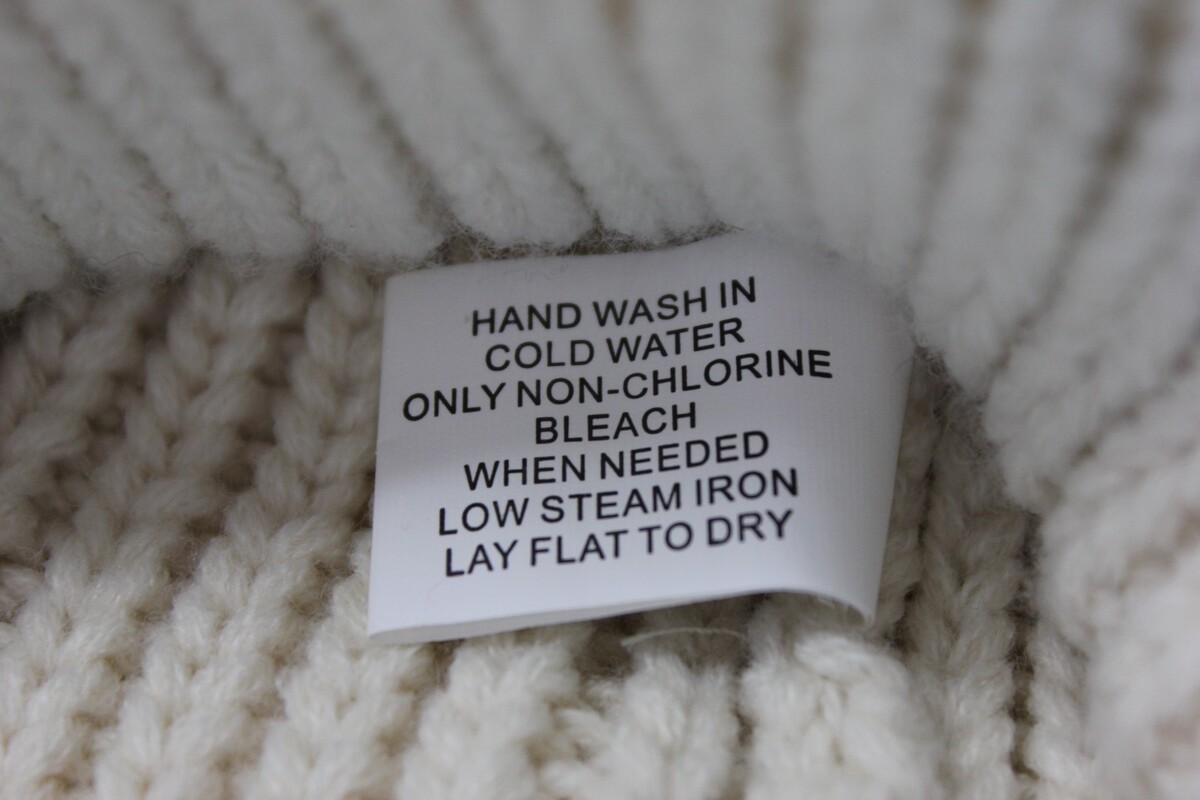 HAND WASH IN
COLD WATER
ONLY NON-CHLORINE
BLEACH
WHEN NEEDED
LOW STEAM IRON
LAY FLAT TO DRY